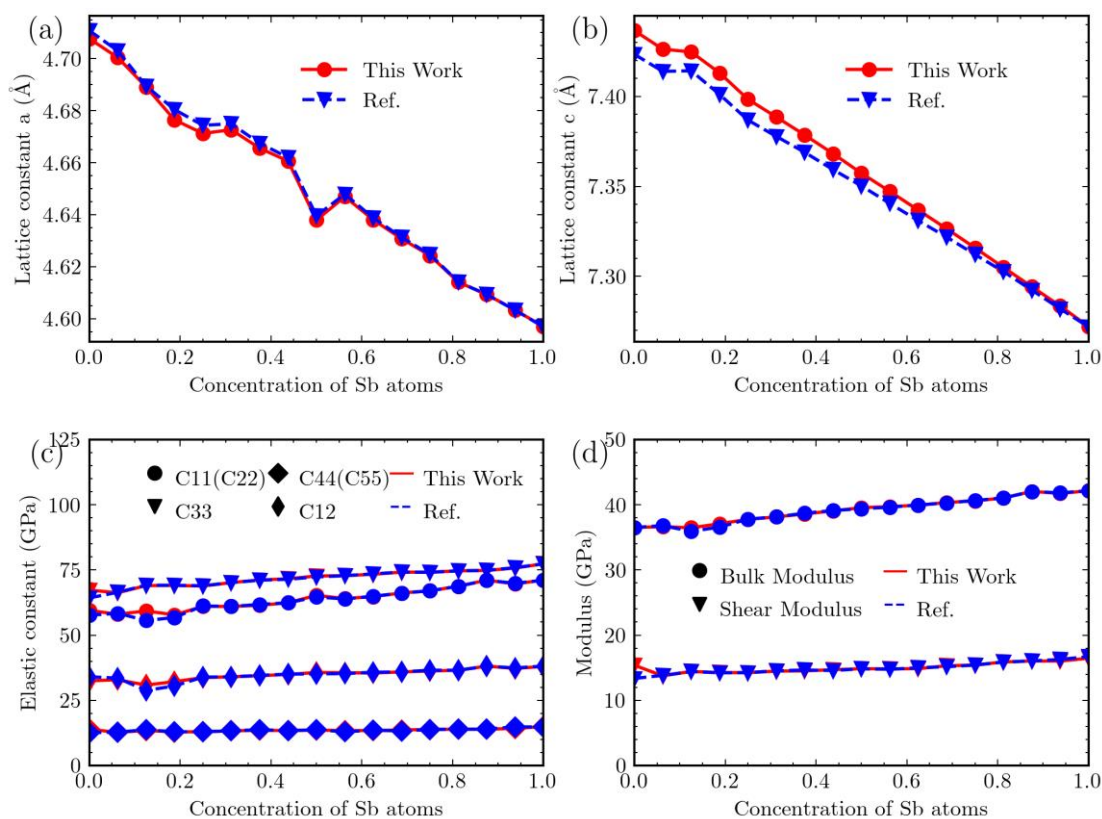 (a)
This Work
Ref.
Lattice constant a (Å)
4.70
4.68
4.66
4.64
4.62
4.60
0.0 0.2 0.4 0.6 0.8 1.0
Concentration of Sb atoms
(b)
This Work
Ref.
Lattice constant c (Å)
7.40
7.35
7.30
0.0 0.2 0.4 0.6 0.8 1.0
Concentration of Sb atoms
(c)
C11(C22) C44(C55) This Work
C33 C12 Ref.
Elastic constant (GPa)
125
100
75
50
25
0
0.0 0.2 0.4 0.6 0.8 1.0
Concentration of Sb atoms
(d)
Bulk Modulus This Work
Shear Modulus Ref.
Modulus (GPa)
50
40
30
20
10
0
0.0 0.2 0.4 0.6 0.8 1.0
Concentration of Sb atoms